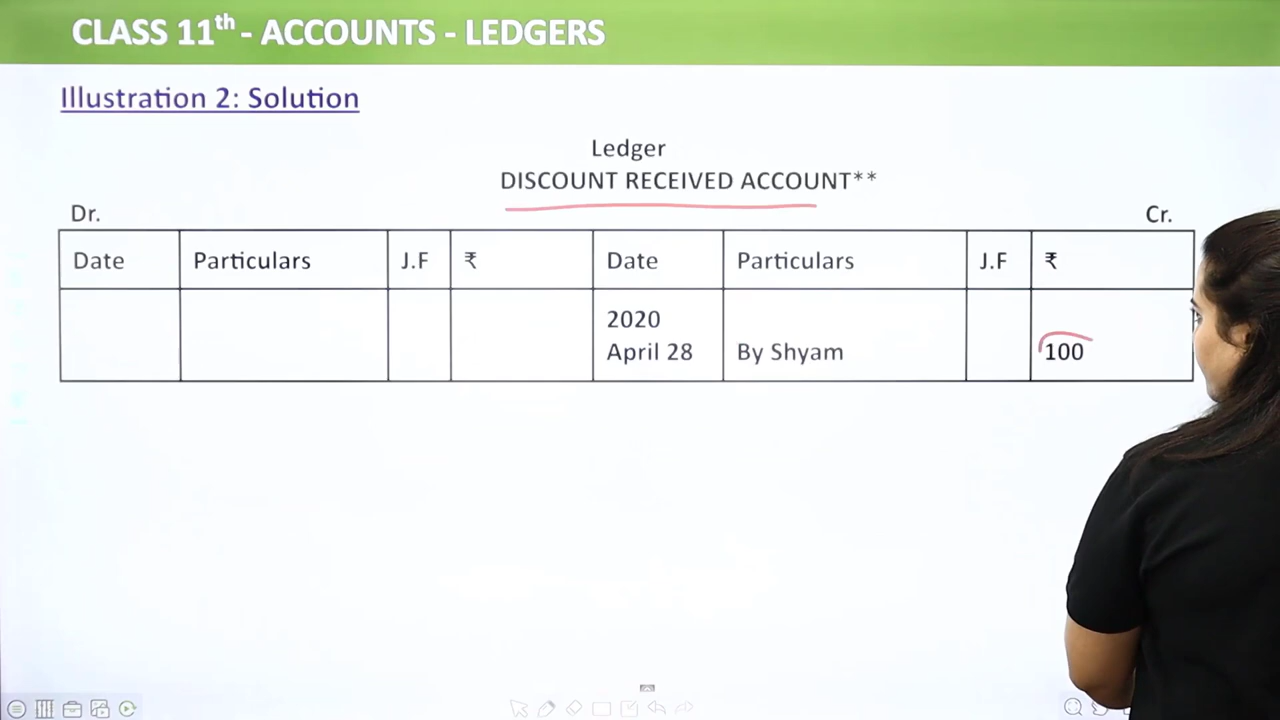 CLASS 11th - ACCOUNTS - LEDGERS
Illustration 2: Solution
Ledger
DISCOUNT RECEIVED ACCOUNT**
Dr. Cr.
Date Particulars J.F ₹ Date Particulars J.F ₹
2020
April 28 By Shyam 100